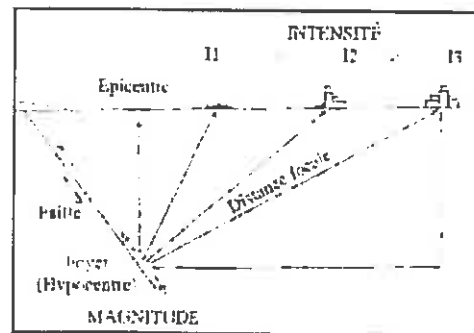 INTENSITÉ
I1 I2 I3
Epicentre
Distance focale
Faille
Foyer
(Hypocentre)
MAGNITUDE